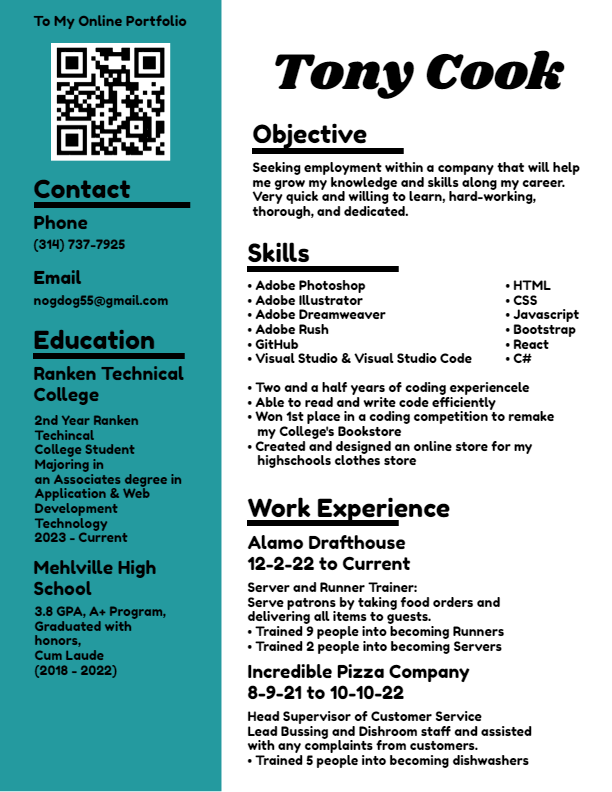 To My Online Portfolio
Contact
Phone
(314) 737-7925
Email
nogdog55@gmail.com
Education
Ranken Technical
College
2nd Year Ranken
Techincal
College Student
Majoring in
an Associates degree in
Application & Web
Development
Technology
2023 - Current
Mehlville High
School
3.8 GPA, A+ Program,
Graduated with
honors,
Cum Laude
(2018 - 2022)
Tony Cook
Objective
Seeking employment within a company that will help
me grow my knowledge and skills along my career.
Very quick and willing to learn, hard-working,
thorough, and dedicated.
Skills
• Adobe Photoshop
• Adobe Illustrator
• Adobe Dreamweaver
• Adobe Rush
• GitHub
• Visual Studio & Visual Studio Code
• HTML
• CSS
• Javascript
• Bootstrap
• React
• C#
• Two and a half years of coding experiencele
• Able to read and write code efficiently
• Won 1st place in a coding competition to remake
my College's Bookstore
• Created and designed an online store for my
highschools clothes store
Work Experience
Alamo Drafthouse
12-2-22 to Current
Server and Runner Trainer:
Serve patrons by taking food orders and
delivering all items to guests.
• Trained 9 people into becoming Runners
• Trained 2 people into becoming Servers
Incredible Pizza Company
8-9-21 to 10-10-22
Head Supervisor of Customer Service
Lead Bussing and Dishroom staff and assisted
with any complaints from customers.
• Trained 5 people into becoming dishwashers